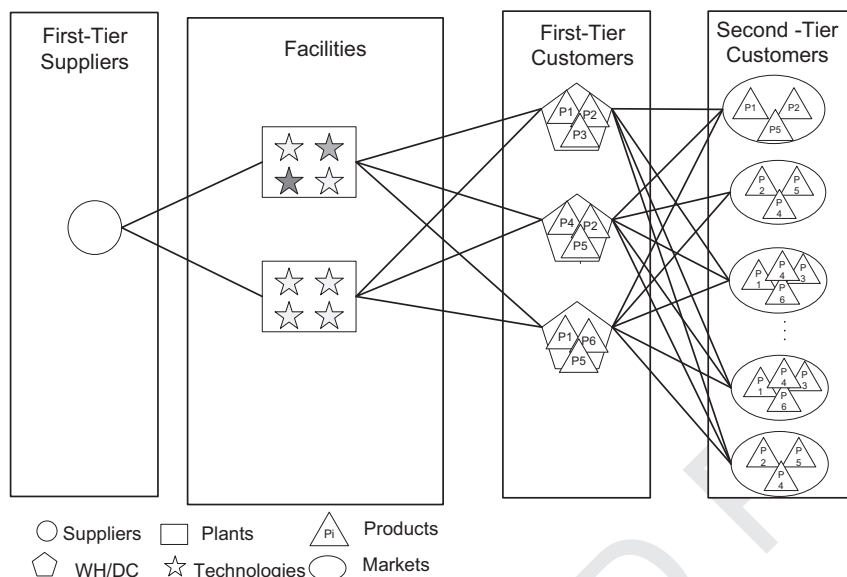 First-Tier
Suppliers
Facilities
First-Tier
Customers
Second -Tier
Customers
P1
P2
P3
P4
P2
P5
P1
P6
P5
P1
P2
P5
P
2
P
5
P
4
P
1
P
4
P
3
P
6
P
1
P
4
P
3
P
6
P
2
P
5
P
4
Suppliers
Plants
Pi
Products
WH/DC
Technologies
Markets